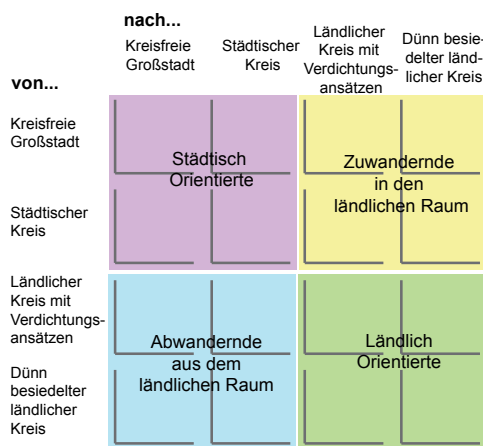 nach...
Kreisfreie
Großstadt
Städtischer
Kreis
Ländlicher
Kreis mit
Verdichtungs-
ansätzen
Dünn besie-
delter länd-
licher Kreis
von...
Kreisfreie
Großstadt
Städtischer
Kreis
Ländlicher
Kreis mit
Verdichtungs-
ansätzen
Dünn
besiedelter
ländlicher
Kreis
Städtisch
Orientierte
Zuwandernde
in den
ländlichen Raum
Abwandernde
aus dem
ländlichen Raum
Ländlich
Orientierte